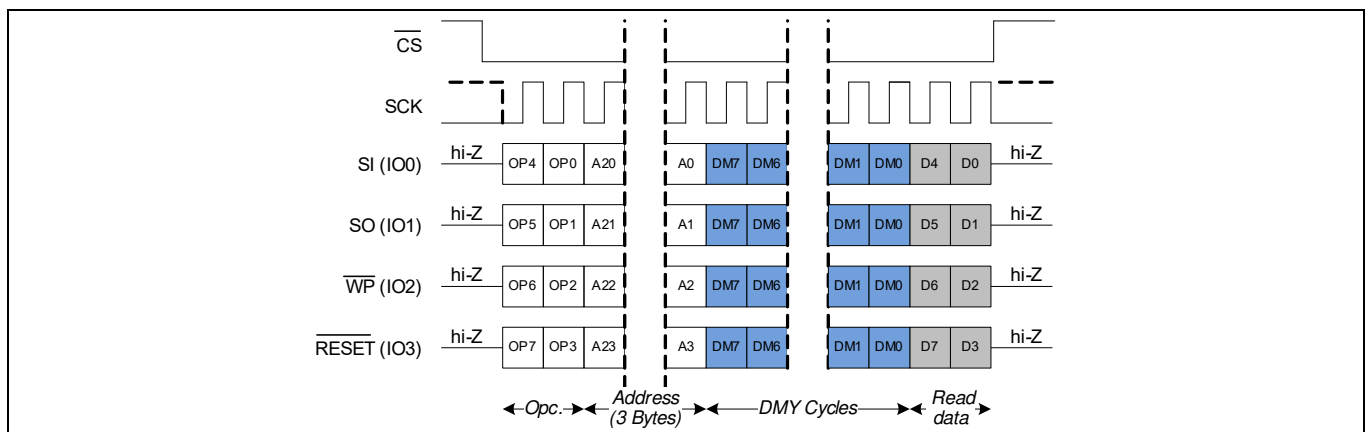 CS
SCK
SI (IO0) hi-Z OP4 OP0 A20 A0 DM7 DM6 DM1 DM0 D4 D0 hi-Z
SO (IO1) hi-Z OP5 OP1 A21 A1 DM7 DM6 DM1 DM0 D5 D1 hi-Z
WP (IO2) hi-Z OP6 OP2 A22 A2 DM7 DM6 DM1 DM0 D6 D2 hi-Z
RESET (IO3) hi-Z OP7 OP3 A23 A3 DM7 DM6 DM1 DM0 D7 D3 hi-Z
Opc. Address (3 Bytes) DMY Cycles Read data